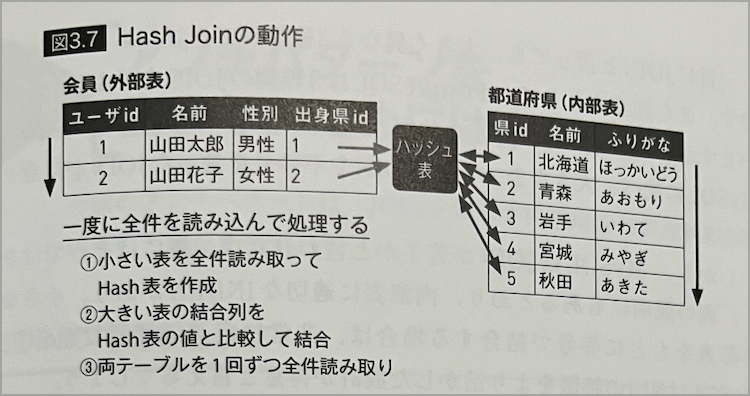 図3.7 Hash Joinの動作
会員（外部表）
ユーザid 名前 性別 出身県id
1 山田太郎 男性 1
2 山田花子 女性 2
ハッシュ
表
都道府県（内部表）
県id 名前 ふりがな
1 北海道 ほっかいどう
2 青森 あおもり
3 岩手 いわて
4 宮城 みやぎ
5 秋田 あきた
一度に全件を読み込んで処理する
①小さい表を全件読み取って
Hash表を作成
②大きい表の結合列を
Hash表の値と比較して結合
③両テーブルを1回ずつ全件読み取り